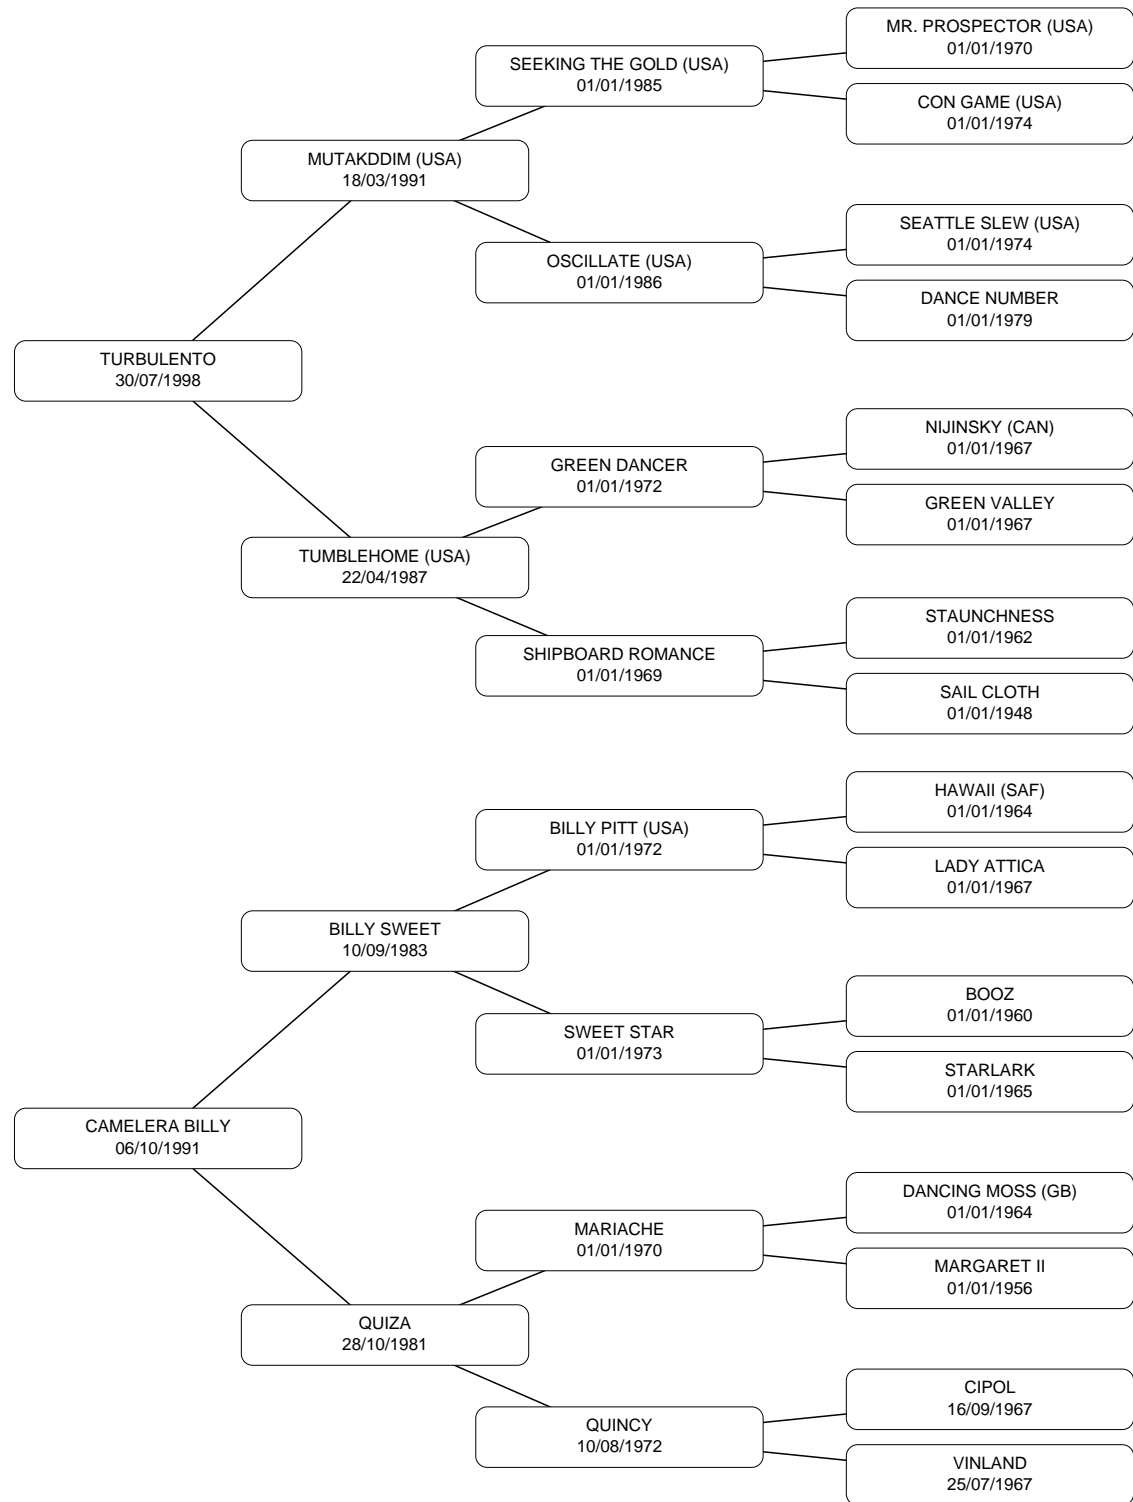 MR. PROSPECTOR (USA)
01/01/1970
SEEKING THE GOLD (USA)
01/01/1985
CON GAME (USA)
01/01/1974
MUTAKDDIM (USA)
18/03/1991
SEATTLE SLEW (USA)
01/01/1974
OSCILLATE (USA)
01/01/1986
DANCE NUMBER
01/01/1979
TURBULENTO
30/07/1998
NIJINSKY (CAN)
01/01/1967
GREEN DANCER
01/01/1972
GREEN VALLEY
01/01/1967
TUMBLEHOME (USA)
22/04/1987
STAUNCHNESS
01/01/1962
SHIPBOARD ROMANCE
01/01/1969
SAIL CLOTH
01/01/1948
HAWAII (SAF)
01/01/1964
BILLY PITT (USA)
01/01/1972
LADY ATTICA
01/01/1967
BILLY SWEET
10/09/1983
BOOZ
01/01/1960
SWEET STAR
01/01/1973
STARLARK
01/01/1965
CAMELERA BILLY
06/10/1991
DANCING MOSS (GB)
01/01/1964
MARIACHE
01/01/1970
MARGARET II
01/01/1956
QUIZA
28/10/1981
CIPOL
16/09/1967
QUINCY
10/08/1972
VINLAND
25/07/1967